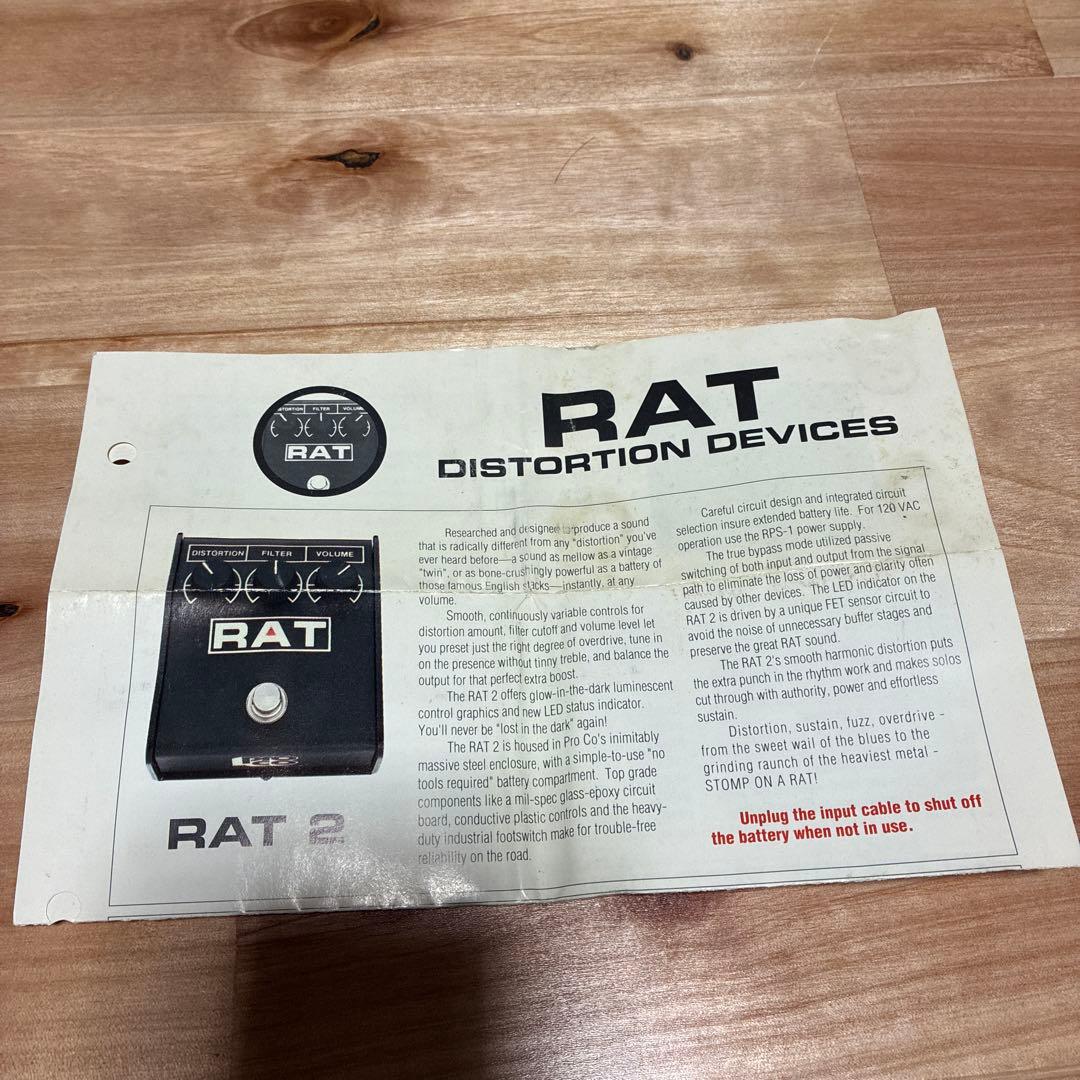 DISTORTION FILTER VOLUME
RAT
RAT
DISTORTION DEVICES
DISTORTION FILTER VOLUME
RAT
RAT 2
Researched and designed to produce a sound
that is radically different from any "distortion" you've
ever heard before—a sound as mellow as a vintage
"twin", or as bone-crushingly powerful as a battery of
those famous English stacks—instantly, at any
volume.
Smooth, continuously variable controls for
distortion amount, filter cutoff and volume level let
you preset just the right degree of overdrive, tune in
on the presence without tinny treble, and balance the
output for that perfect extra boost.
The RAT 2 offers glow-in-the-dark luminescent
control graphics and new LED status indicator.
You'll never be "lost in the dark" again!
The RAT 2 is housed in Pro Co's inimitably
massive steel enclosure, with a simple-to-use "no
tools required" battery compartment. Top grade
components like a mil-spec glass-epoxy circuit
board, conductive plastic controls and the heavy-
duty industrial footswitch make for trouble-free
reliability on the road.
Careful circuit design and integrated circuit
selection insure extended battery life. For 120 VAC
operation use the RPS-1 power supply.
The true bypass mode utilized passive
switching of both input and output from the signal
path to eliminate the loss of power and clarity often
caused by other devices. The LED indicator on the
RAT 2 is driven by a unique FET sensor circuit to
avoid the noise of unnecessary buffer stages and
preserve the great RAT sound.
The RAT 2's smooth harmonic distortion puts
the extra punch in the rhythm work and makes solos
cut through with authority, power and effortless
sustain.
Distortion, sustain, fuzz, overdrive -
from the sweet wail of the blues to the
grinding raunch of the heaviest metal -
STOMP ON A RAT!
Unplug the input cable to shut off
the battery when not in use.